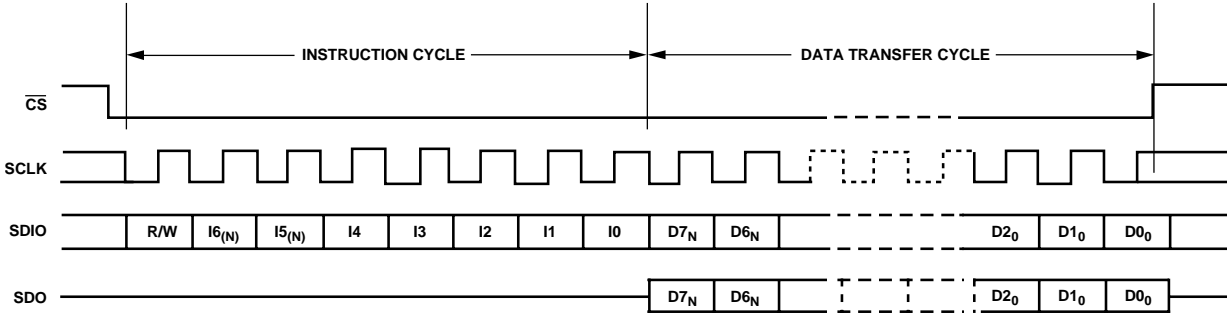 INSTRUCTION CYCLE DATA TRANSFER CYCLE
C̅S̅
SCLK
SDIO R/W I6(N) I5(N) I4 I3 I2 I1 I0 D7N D6N D20 D10 D00
SDO D7N D6N D20 D10 D00